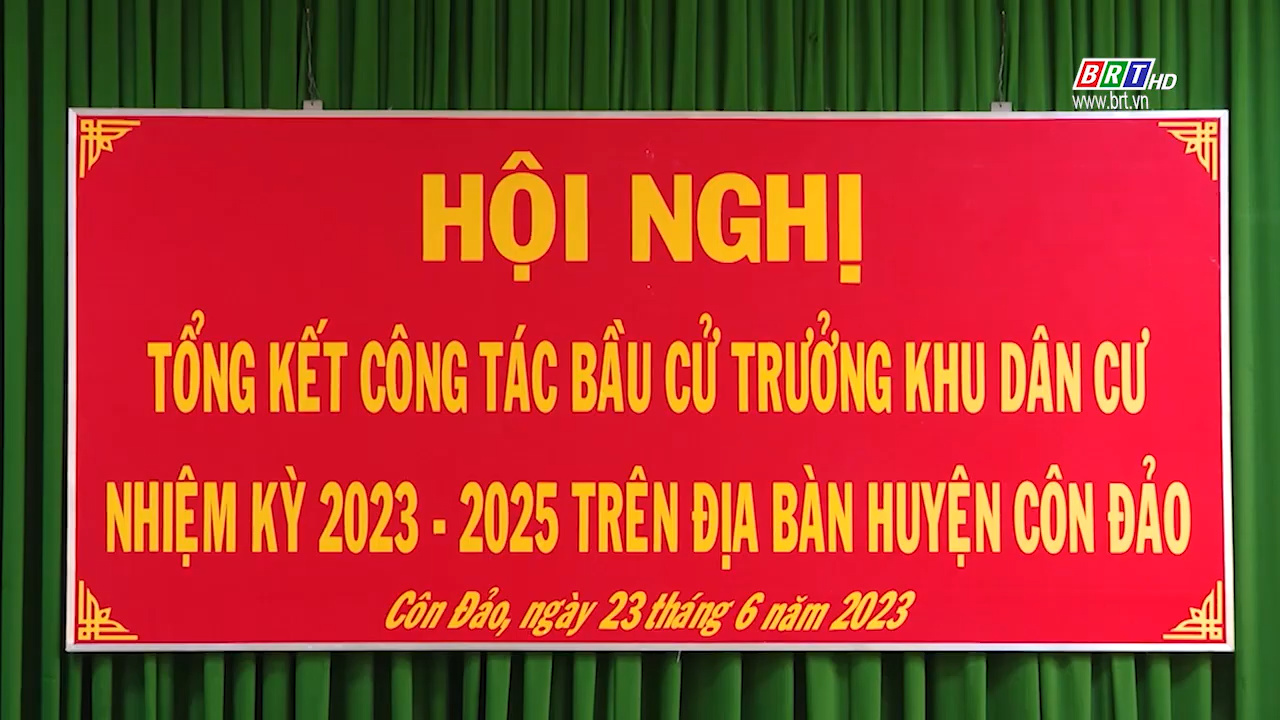 BRT HD
www.brt.vn
HỘI NGHỊ
TỔNG KẾT CÔNG TÁC BẦU CỬ TRƯỞNG KHU DÂN CƯ
NHIỆM KỲ 2023 - 2025 TRÊN ĐỊA BÀN HUYỆN CÔN ĐẢO
Côn Đảo, ngày 23 tháng 6 năm 2023